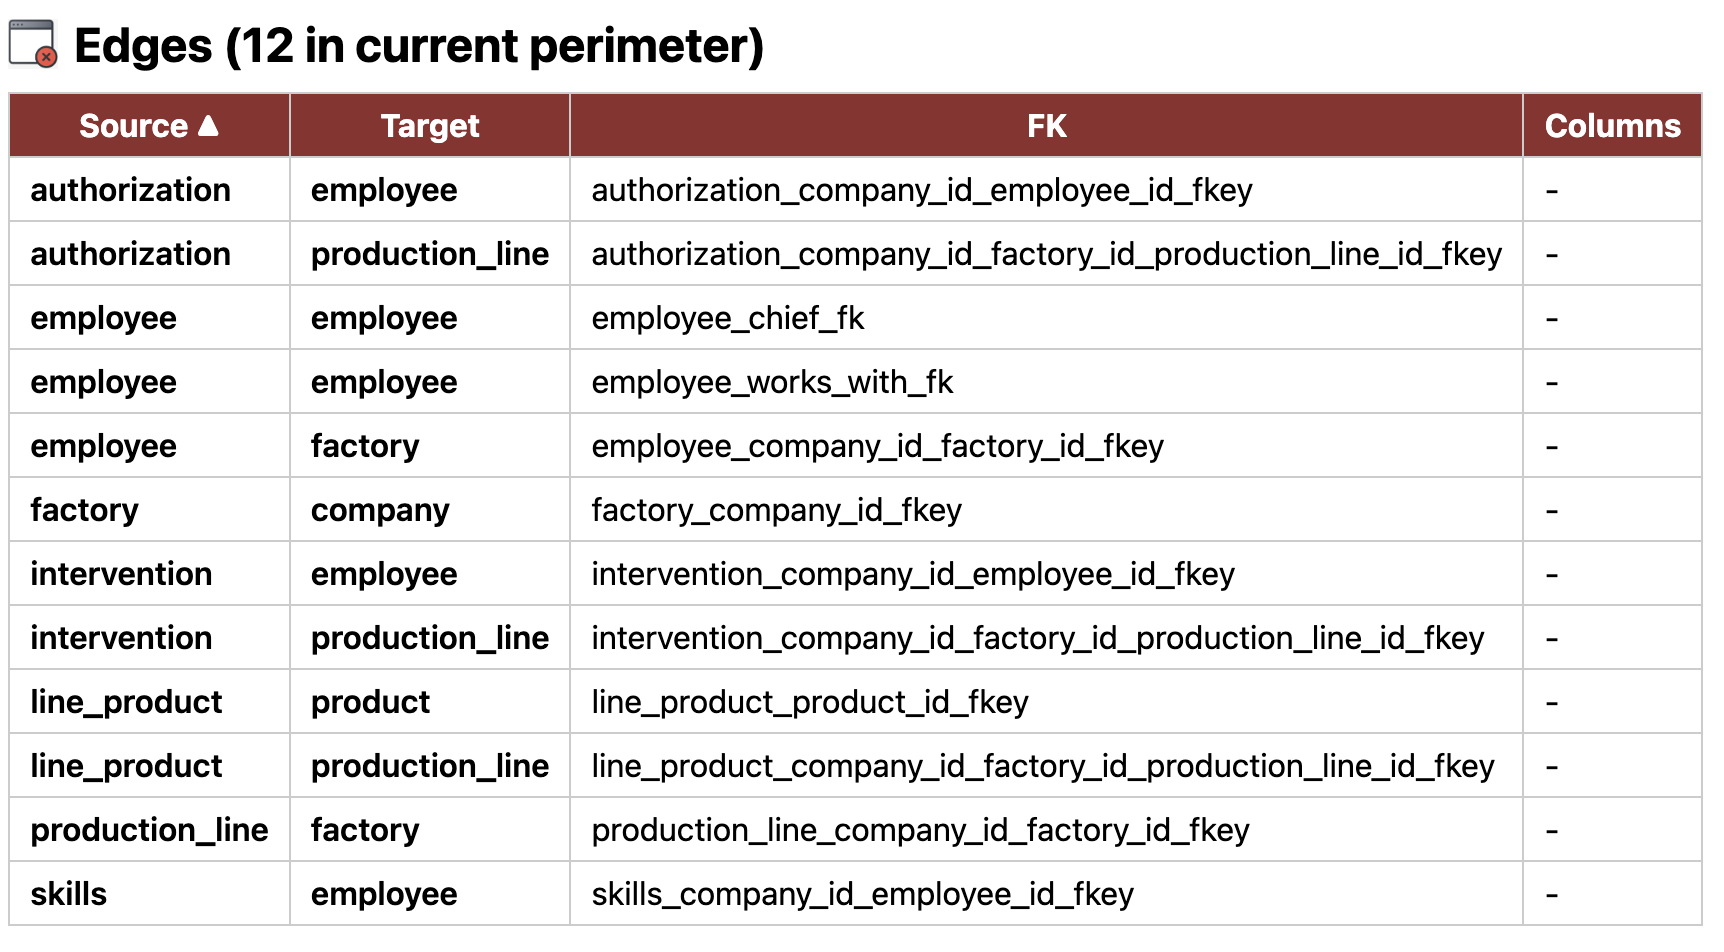 Edges (12 in current perimeter)
Source ▲ Target FK Columns
authorization employee authorization_company_id_employee_id_fkey -
authorization production_line authorization_company_id_factory_id_production_line_id_fkey -
employee employee employee_chief_fk -
employee employee employee_works_with_fk -
employee factory employee_company_id_factory_id_fkey -
factory company factory_company_id_fkey -
intervention employee intervention_company_id_employee_id_fkey -
intervention production_line intervention_company_id_factory_id_production_line_id_fkey -
line_product product line_product_product_id_fkey -
line_product production_line line_product_company_id_factory_id_production_line_id_fkey -
production_line factory production_line_company_id_factory_id_fkey -
skills employee skills_company_id_employee_id_fkey -